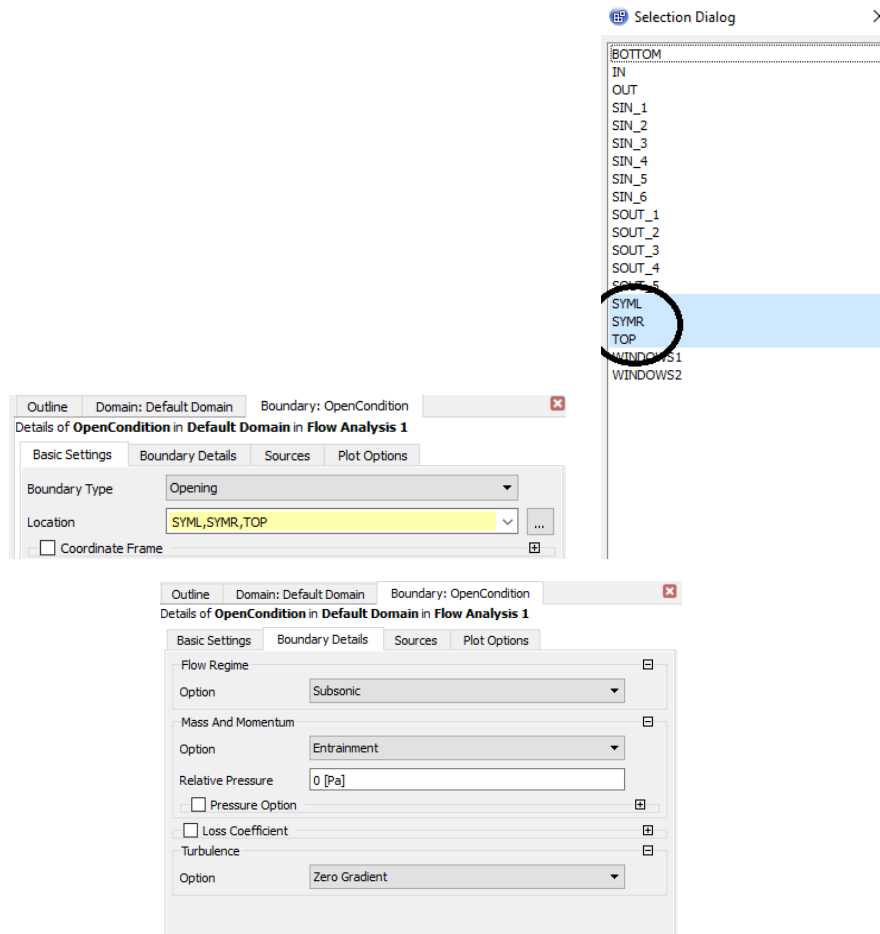 Selection Dialog
BOTTOM
IN
OUT
SIN_1
SIN_2
SIN_3
SIN_4
SIN_5
SIN_6
SOUT_1
SOUT_2
SOUT_3
SOUT_4
SOUT_5
SYML
SYMR
TOP
WINDOWS1
WINDOWS2
Outline Domain: Default Domain Boundary: OpenCondition
Details of OpenCondition in Default Domain in Flow Analysis 1
Basic Settings Boundary Details Sources Plot Options
Boundary Type Opening
Location SYML,SYMR,TOP ...
Coordinate Frame
Outline Domain: Default Domain Boundary: OpenCondition
Details of OpenCondition in Default Domain in Flow Analysis 1
Basic Settings Boundary Details Sources Plot Options
Flow Regime
Option Subsonic
Mass And Momentum
Option Entrainment
Relative Pressure 0 [Pa]
Pressure Option
Loss Coefficient
Turbulence
Option Zero Gradient